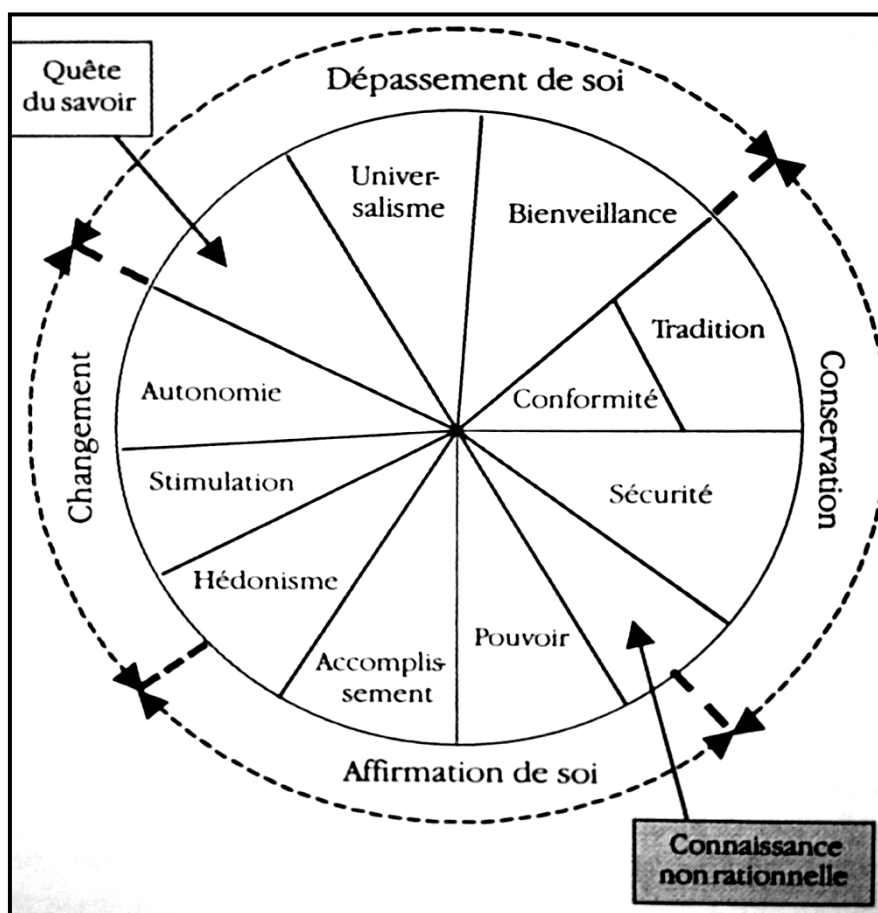 Quête
du savoir
Dépassement de soi
Univer-
salisme
Bienveillance
Tradition
Conformité
Conservation
Changement
Autonomie
Stimulation
Sécurité
Hédonisme
Accomplis-
sement
Pouvoir
Affirmation de soi
Connaissance
non rationnelle